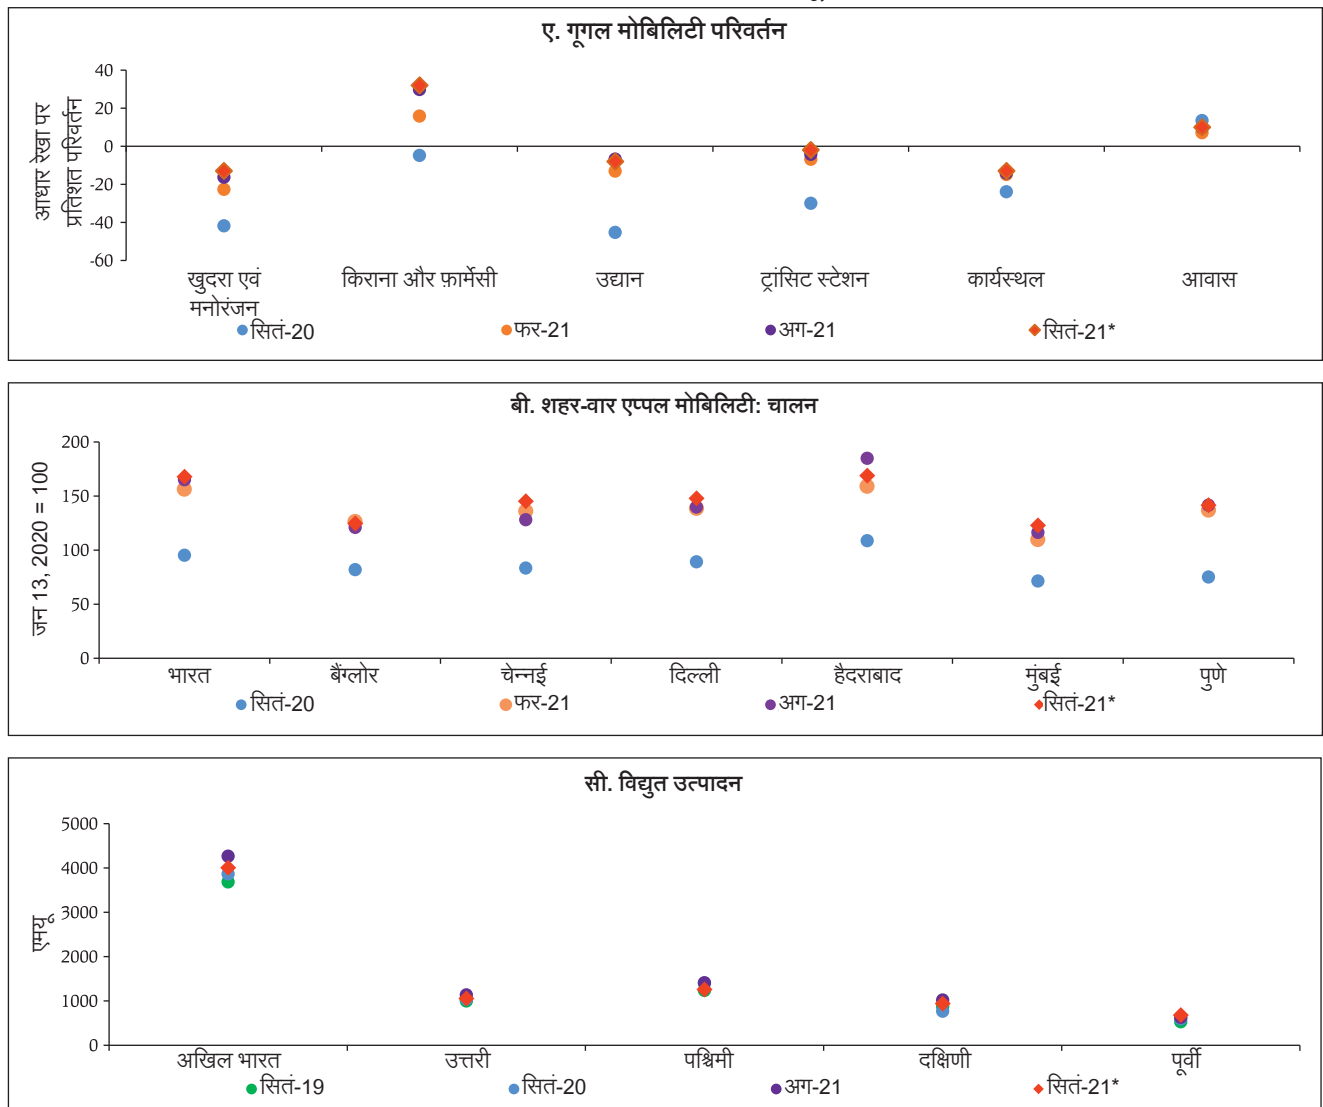 ए. गूगल मोबिलिटी परिवर्तन
आधार रेखा पर
प्रतिशत परिवर्तन
40
20
0
-20
-40
-60
खुदरा एवं
मनोरंजन
किराना और फ़ार्मेसी
उद्यान
ट्रांसिट स्टेशन
कार्यस्थल
आवास
सितं-20 फर-21 अग-21 सितं-21*
बी. शहर-वार एप्पल मोबिलिटी: चालन
जन 13, 2020 = 100
200
150
100
50
0
भारत बैंग्लोर चेन्नई दिल्ली हैदराबाद मुंबई पुणे
सितं-20 फर-21 अग-21 सितं-21*
सी. विद्युत उत्पादन
एमयू
5000
4000
3000
2000
1000
0
अखिल भारत उत्तरी पश्चिमी दक्षिणी पूर्वी
सितं-19 सितं-20 अग-21 सितं-21*